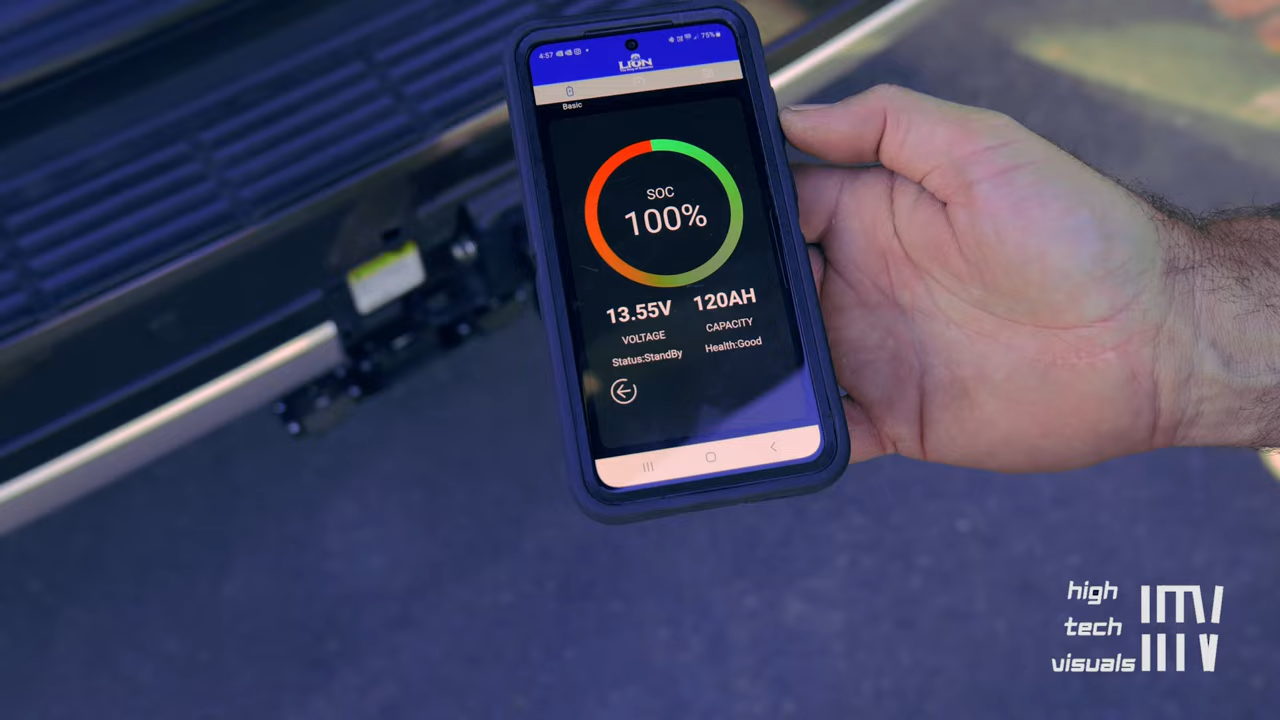 4:57
75%
LION
Basic
SOC
100%
13.55V 120AH
VOLTAGE CAPACITY
Status:StandBy Health:Good
high
tech
visuals